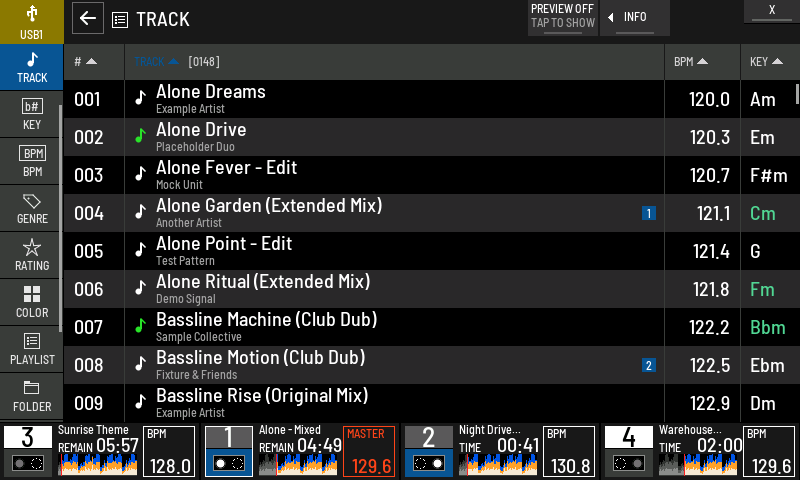 USB1
TRACK
PREVIEW OFF
TAP TO SHOW
INFO
X
TRACK
KEY
b#
BPM
BPM
GENRE
RATING
COLOR
PLAYLIST
FOLDER
# TRACK [0148] BPM KEY
001 Alone Dreams 120.0 Am
Example Artist
002 Alone Drive 120.3 Em
Placeholder Duo
003 Alone Fever - Edit 120.7 F#m
Mock Unit
004 Alone Garden (Extended Mix) 1 121.1 Cm
Another Artist
005 Alone Point - Edit 121.4 G
Test Pattern
006 Alone Ritual (Extended Mix) 121.8 Fm
Demo Signal
007 Bassline Machine (Club Dub) 122.2 Bbm
Sample Collective
008 Bassline Motion (Club Dub) 2 122.5 Ebm
Fixture & Friends
009 Bassline Rise (Original Mix) 122.9 Dm
Example Artist
3 Sunrise Theme BPM
REMAIN 05:57
128.0
1 Alone - Mixed MASTER
REMAIN 04:49
129.6
2 Night Drive... BPM
TIME 00:41
130.8
4 Warehouse... BPM
TIME 02:00
129.6